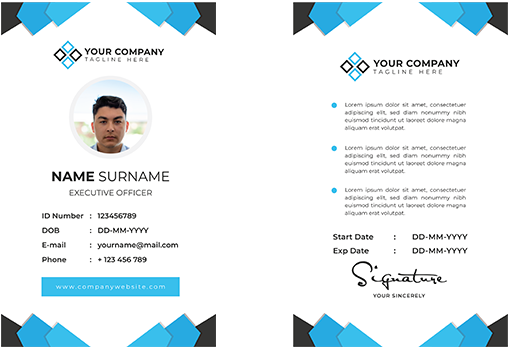 YOUR COMPANY
TAGLINE HERE
NAME SURNAME
EXECUTIVE OFFICER
ID Number : 123456789
DOB : DD-MM-YYYY
E-mail : yourname@mail.com
Phone : + 123 456 789
www.companywebsite.com
YOUR COMPANY
TAGLINE HERE
Lorem ipsum dolor sit amet, consectetuer
adipiscing elit, sed diam nonummy nibh
euismod tincidunt ut laoreet dolore magna
aliquam erat volutpat.
Lorem ipsum dolor sit amet, consectetuer
adipiscing elit, sed diam nonummy nibh
euismod tincidunt ut laoreet dolore magna
aliquam erat volutpat.
Lorem ipsum dolor sit amet, consectetuer
adipiscing elit, sed diam nonummy nibh
euismod tincidunt ut laoreet dolore magna
aliquam erat volutpat.
Start Date : DD-MM-YYYY
Exp Date : DD-MM-YYYY
Signature
YOUR SINCERELY